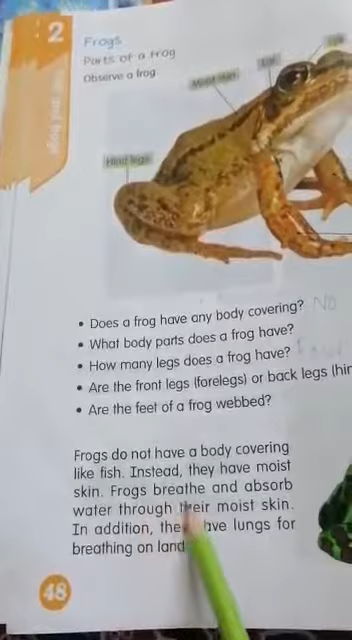 2
Frogs
Parts of a Frog
Observe a frog.
Moist skin
Hind legs
• Does a frog have any body covering? No
• What body parts does a frog have?
• How many legs does a frog have?
• Are the front legs (forelegs) or back legs (hin
• Are the feet of a frog webbed?
Frogs do not have a body covering
like fish. Instead, they have moist
skin. Frogs breathe and absorb
water through their moist skin.
In addition, the ave lungs for
breathing on land
48